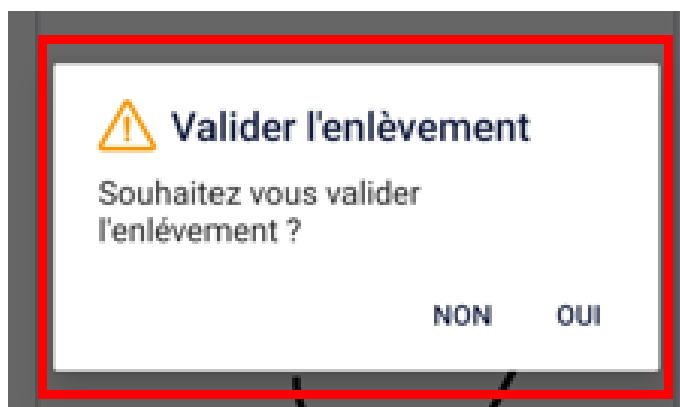 Valider l'enlèvement
Souhaitez vous valider
l'enlévement ?
NON OUI